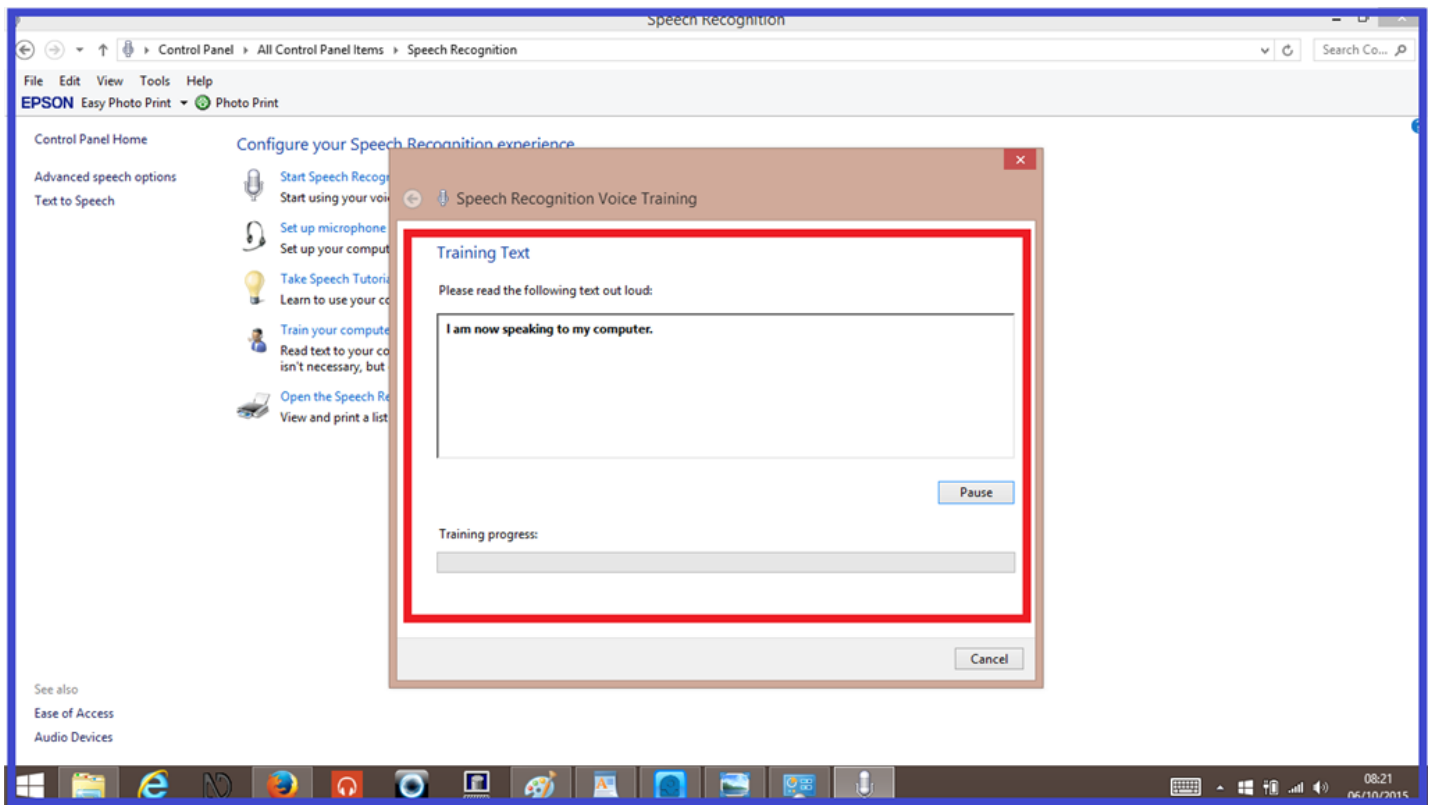 Speech Recognition
Control Panel All Control Panel Items Speech Recognition
Search Co...
File Edit View Tools Help
EPSON Easy Photo Print Photo Print
Control Panel Home
Advanced speech options
Text to Speech
Configure your Speech Recognition experience
Start Speech Recogn
Start using your voi
Set up microphone
Set up your comput
Take Speech Tutoria
Learn to use your co
Train your compute
Read text to your co
isn't necessary, but
Open the Speech Re
View and print a list
Speech Recognition Voice Training
Training Text
Please read the following text out loud:
I am now speaking to my computer.
Pause
Training progress:
Cancel
See also
Ease of Access
Audio Devices
08:21
06/10/2015